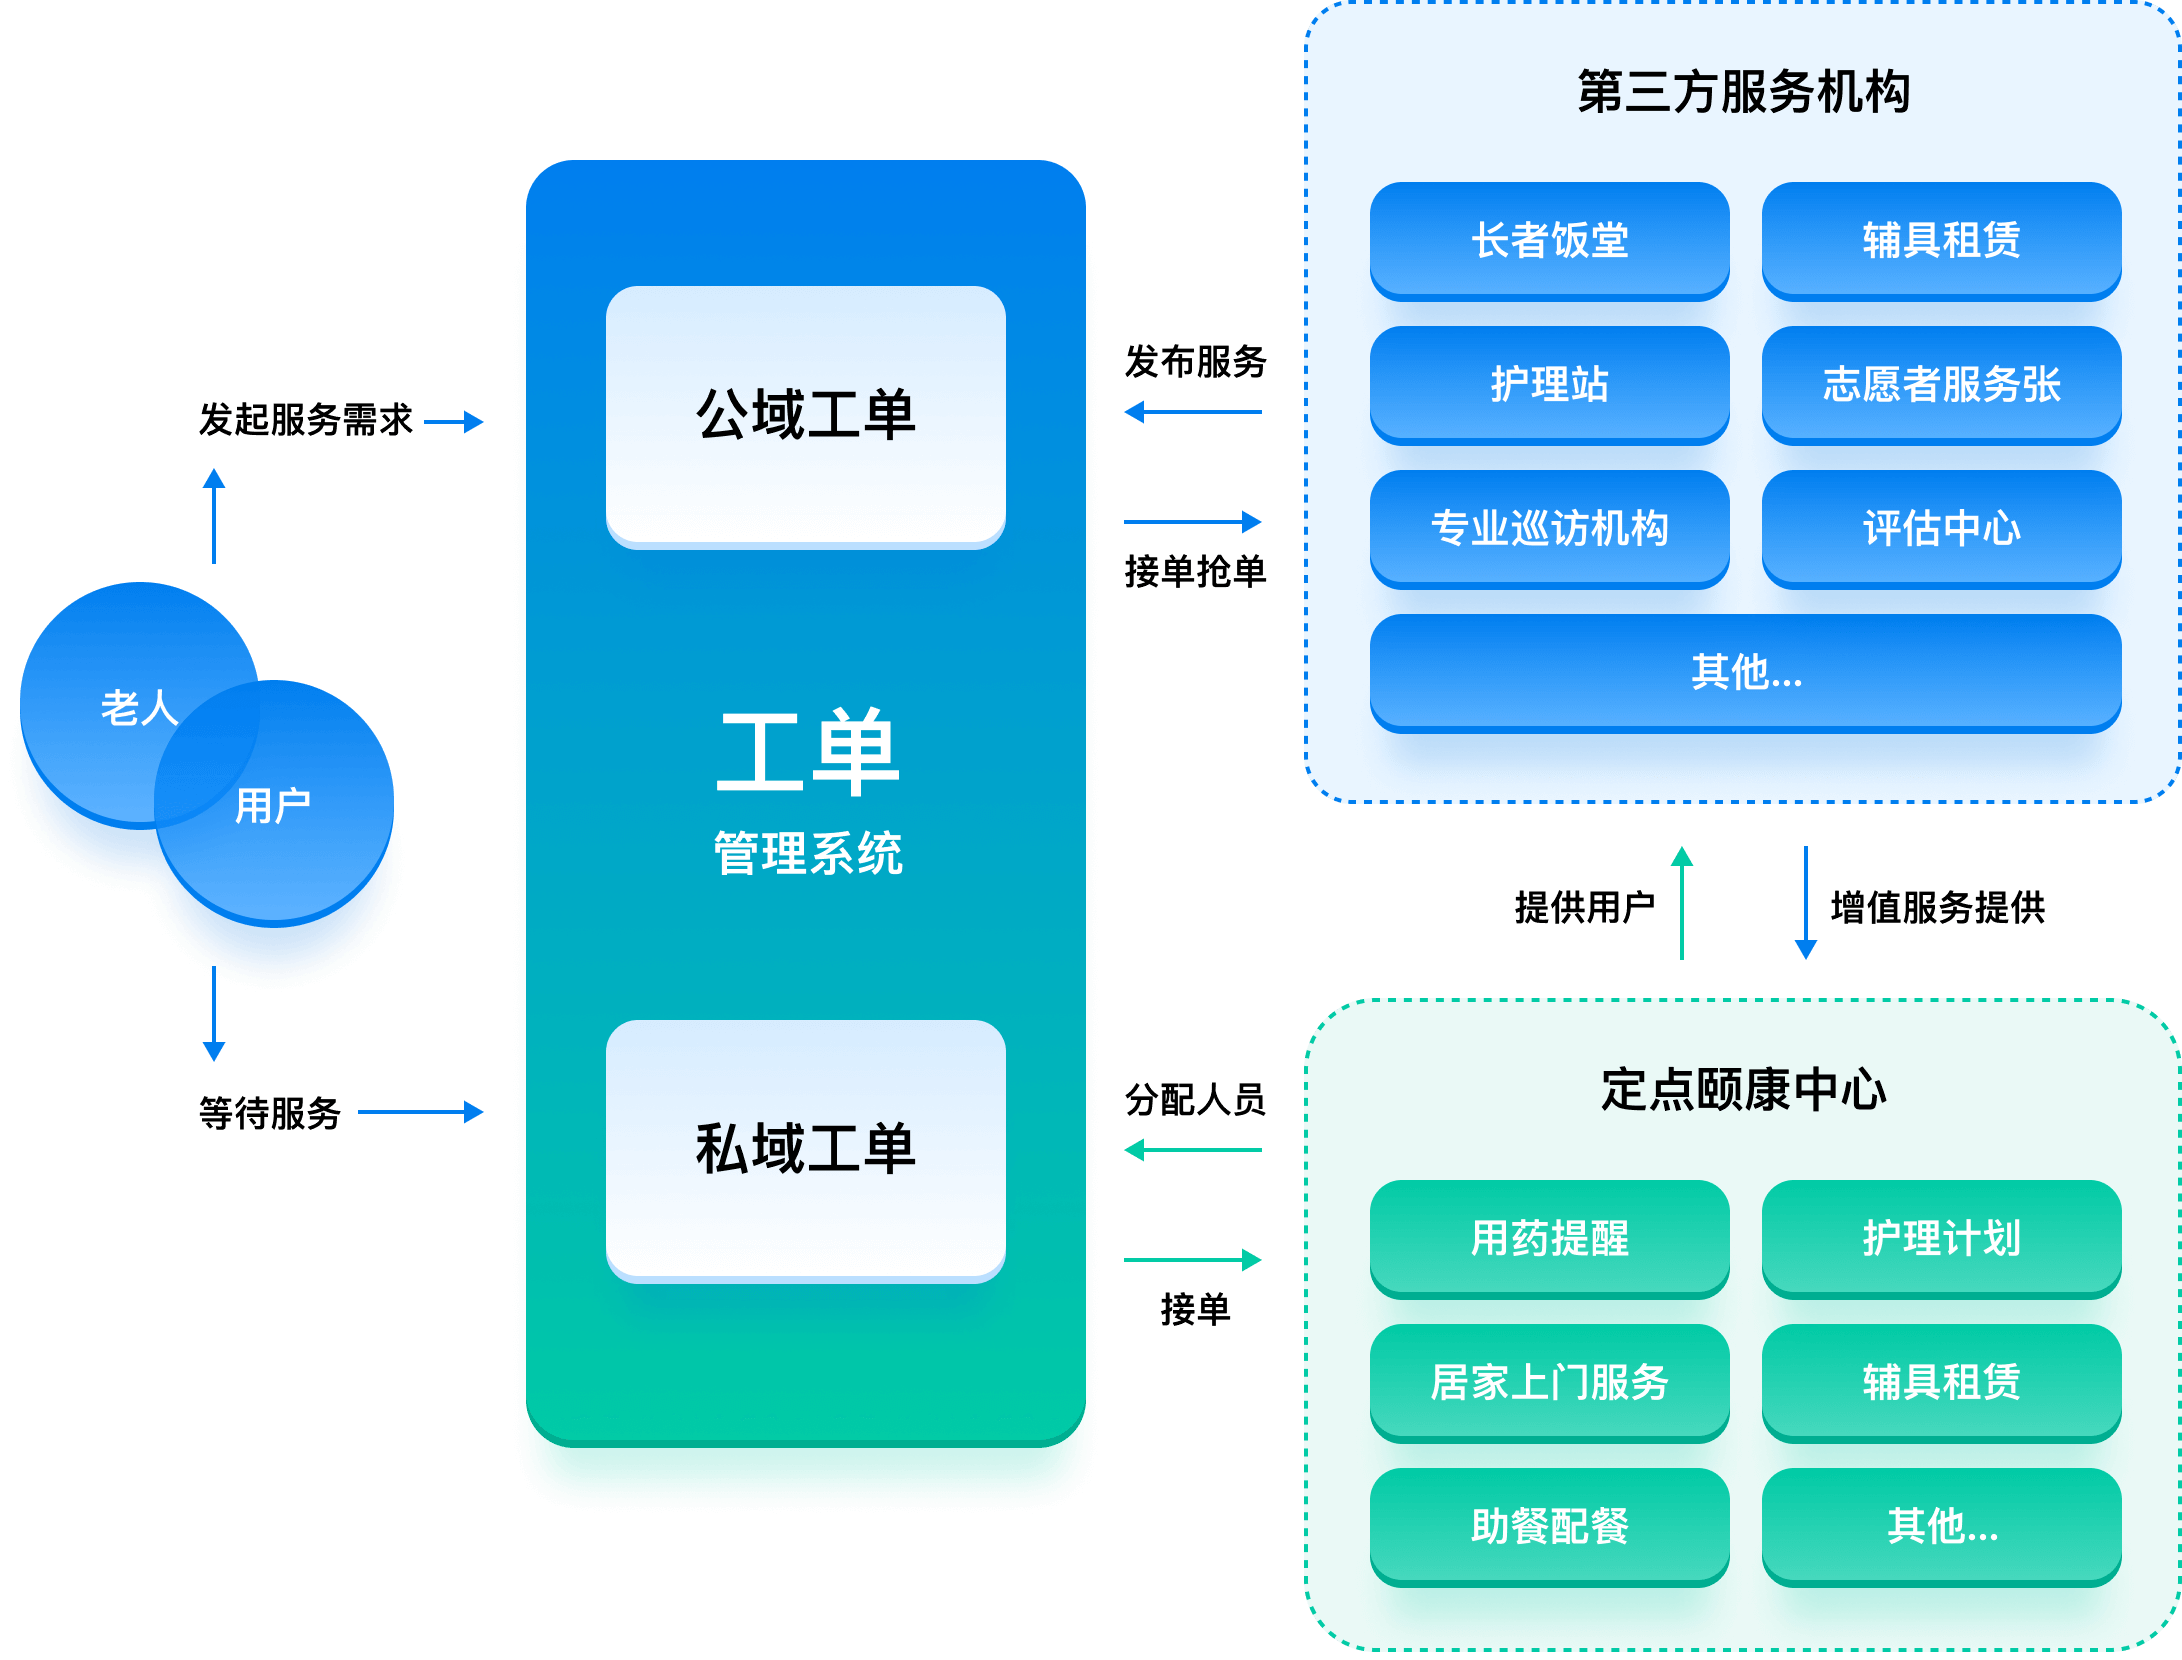 发起服务需求
老人
用户
等待服务
公域工单
工单
管理系统
私域工单
发布服务
接单抢单
分配人员
接单
第三方服务机构
长者饭堂
辅具租赁
护理站
志愿者服务张
专业巡访机构
评估中心
其他...
提供用户
增值服务提供
定点颐康中心
用药提醒
护理计划
居家上门服务
辅具租赁
助餐配餐
其他...